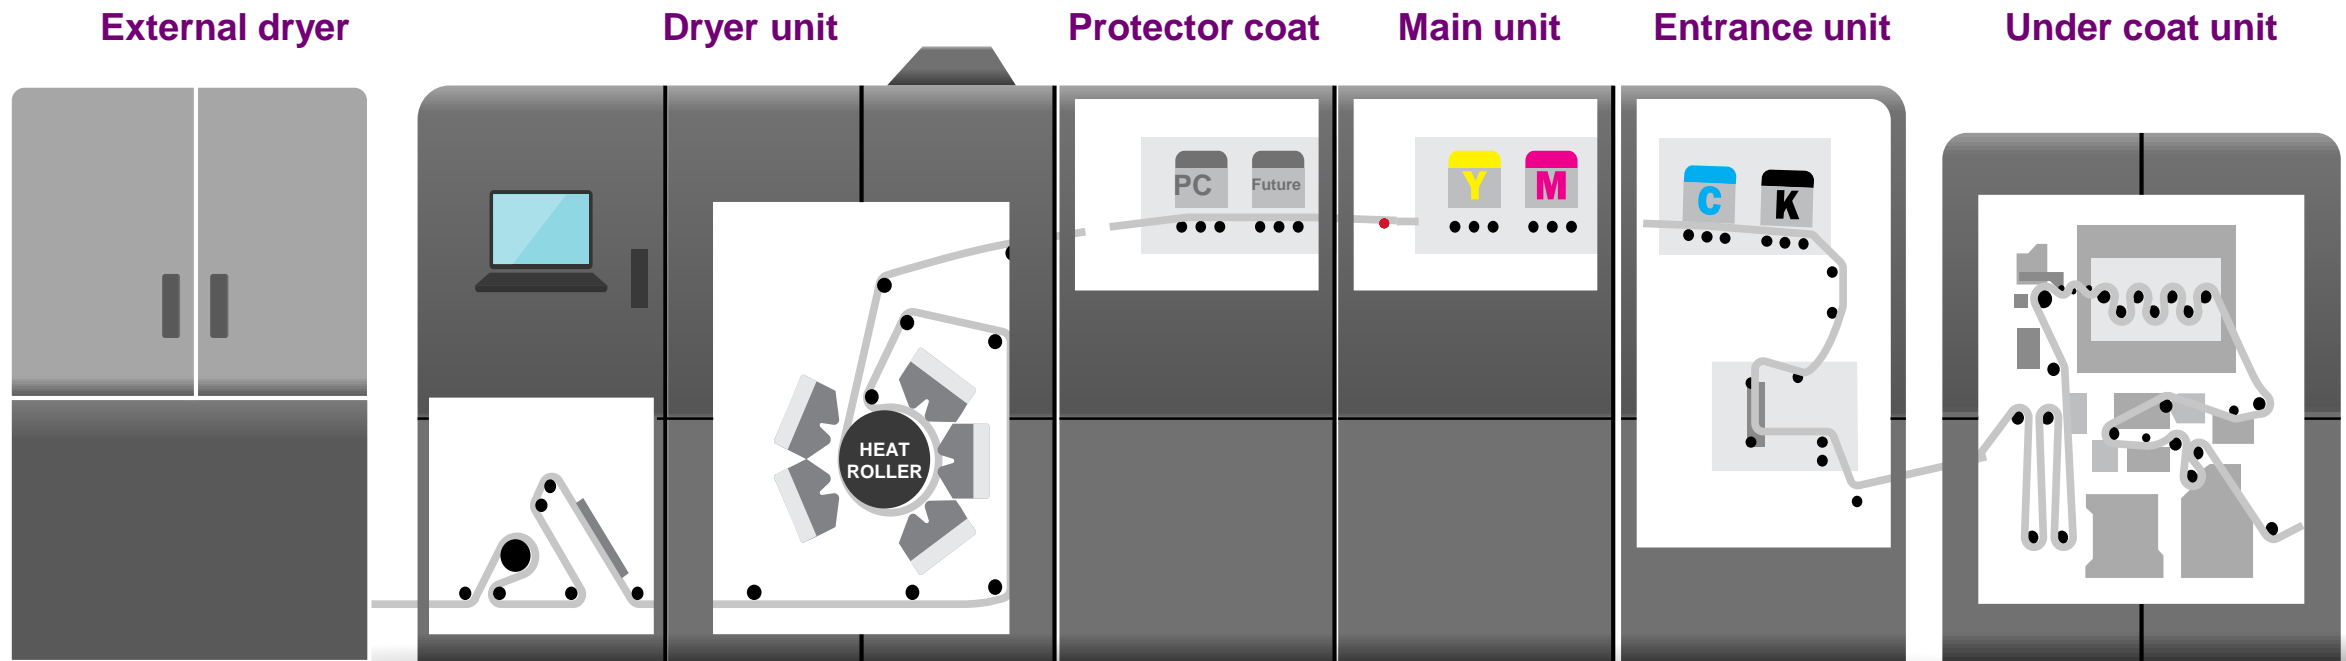 External dryer
Dryer unit
Protector coat
Main unit
Entrance unit
Under coat unit
PC
Future
Y
M
C
K
HEAT
ROLLER